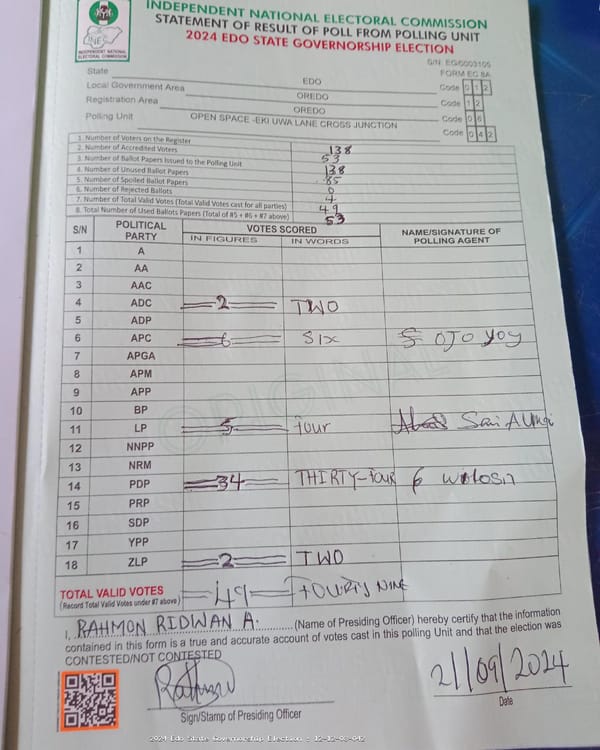 INDEPENDENT NATIONAL ELECTORAL COMMISSION
STATEMENT OF RESULT OF POLL FROM POLLING UNIT
2024 EDO STATE GOVERNORSHIP ELECTION
INEC
INDEPENDENT NATIONAL ELECTORAL COMMISSION
S/N: EG/0003105
FORM EC 8A
State EDO Code 0 1 2
Local Government Area OREDO Code 1 2
Registration Area OREDO Code 0 8
Polling Unit OPEN SPACE -EKI UWA LANE CROSS JUNCTION Code 0 4 2
1. Number of Voters on the Register 138
2. Number of Accredited Voters 53
3. Number of Ballot Papers Issued to the Polling Unit 138
4. Number of Unused Ballot Papers 85
5. Number of Spoiled Ballot Papers 0
6. Number of Rejected Ballots 4
7. Number of Total Valid Votes (Total Valid Votes cast for all parties) 49
8. Total Number of Used Ballots Papers (Total of #5 + #6 + #7 above) 53
S/N POLITICAL PARTY VOTES SCORED NAME/SIGNATURE OF POLLING AGENT
IN FIGURES IN WORDS
1 A
2 AA
3 AAC
4 ADC 2 TWO
5 ADP
6 APC 6 SIX OJO YOY
7 APGA
8 APM
9 APP
10 BP
11 LP 5 four
12 NNPP
13 NRM
14 PDP 34 THIRTY-four
15 PRP
16 SDP
17 YPP
18 ZLP 2 TWO
TOTAL VALID VOTES 49 FOURTY NINE
(Record Total Valid Votes under #7 above)
ORIGINAL
I, RAHMON RIDWAN A. (Name of Presiding Officer) hereby certify that the information
contained in this form is a true and accurate account of votes cast in this polling Unit and that the election was
CONTESTED/NOT CONTESTED
21/09/2024
Sign/Stamp of Presiding Officer Date
2024 Edo State Governorship Election : 12-12-08-042